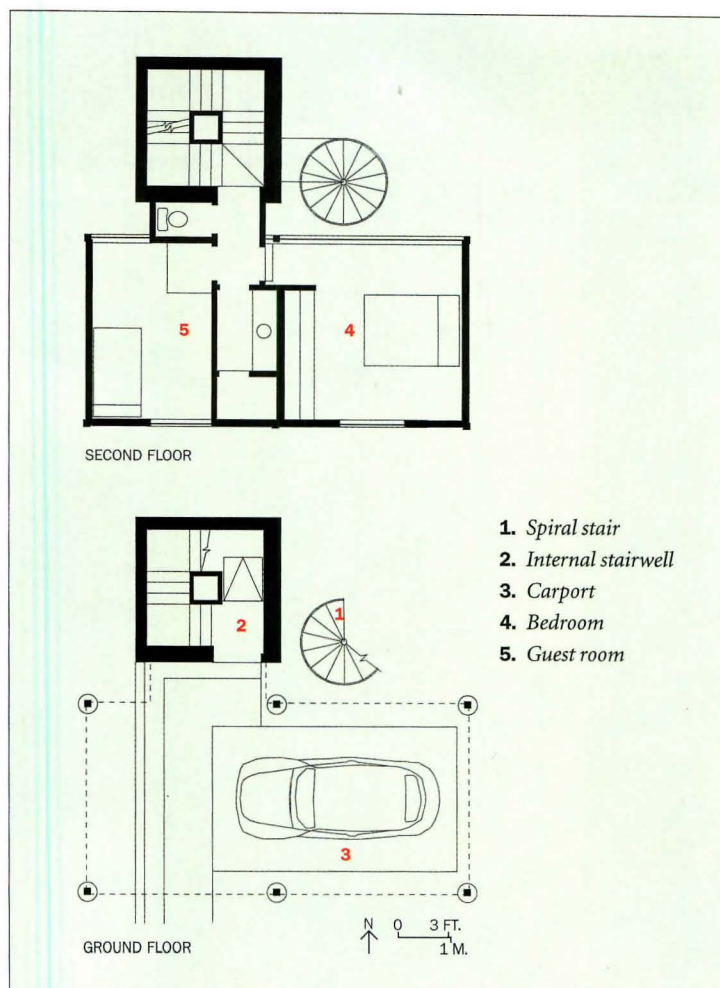 5
4
SECOND FLOOR
1
2
3
1. Spiral stair
2. Internal stairwell
3. Carport
4. Bedroom
5. Guest room
N 0 3 FT.
1 M.
GROUND FLOOR